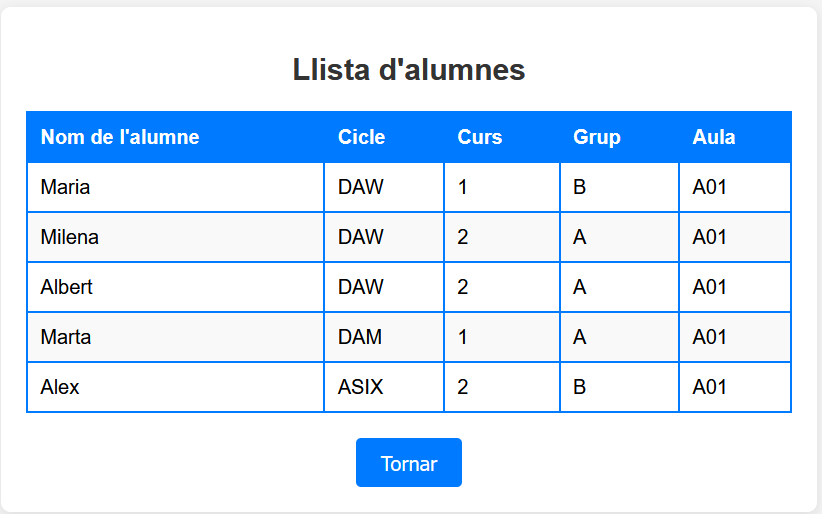 Llista d'alumnes
Nom de l'alumne Cicle Curs Grup Aula
Maria DAW 1 B A01
Milena DAW 2 A A01
Albert DAW 2 A A01
Marta DAM 1 A A01
Alex ASIX 2 B A01
Tornar